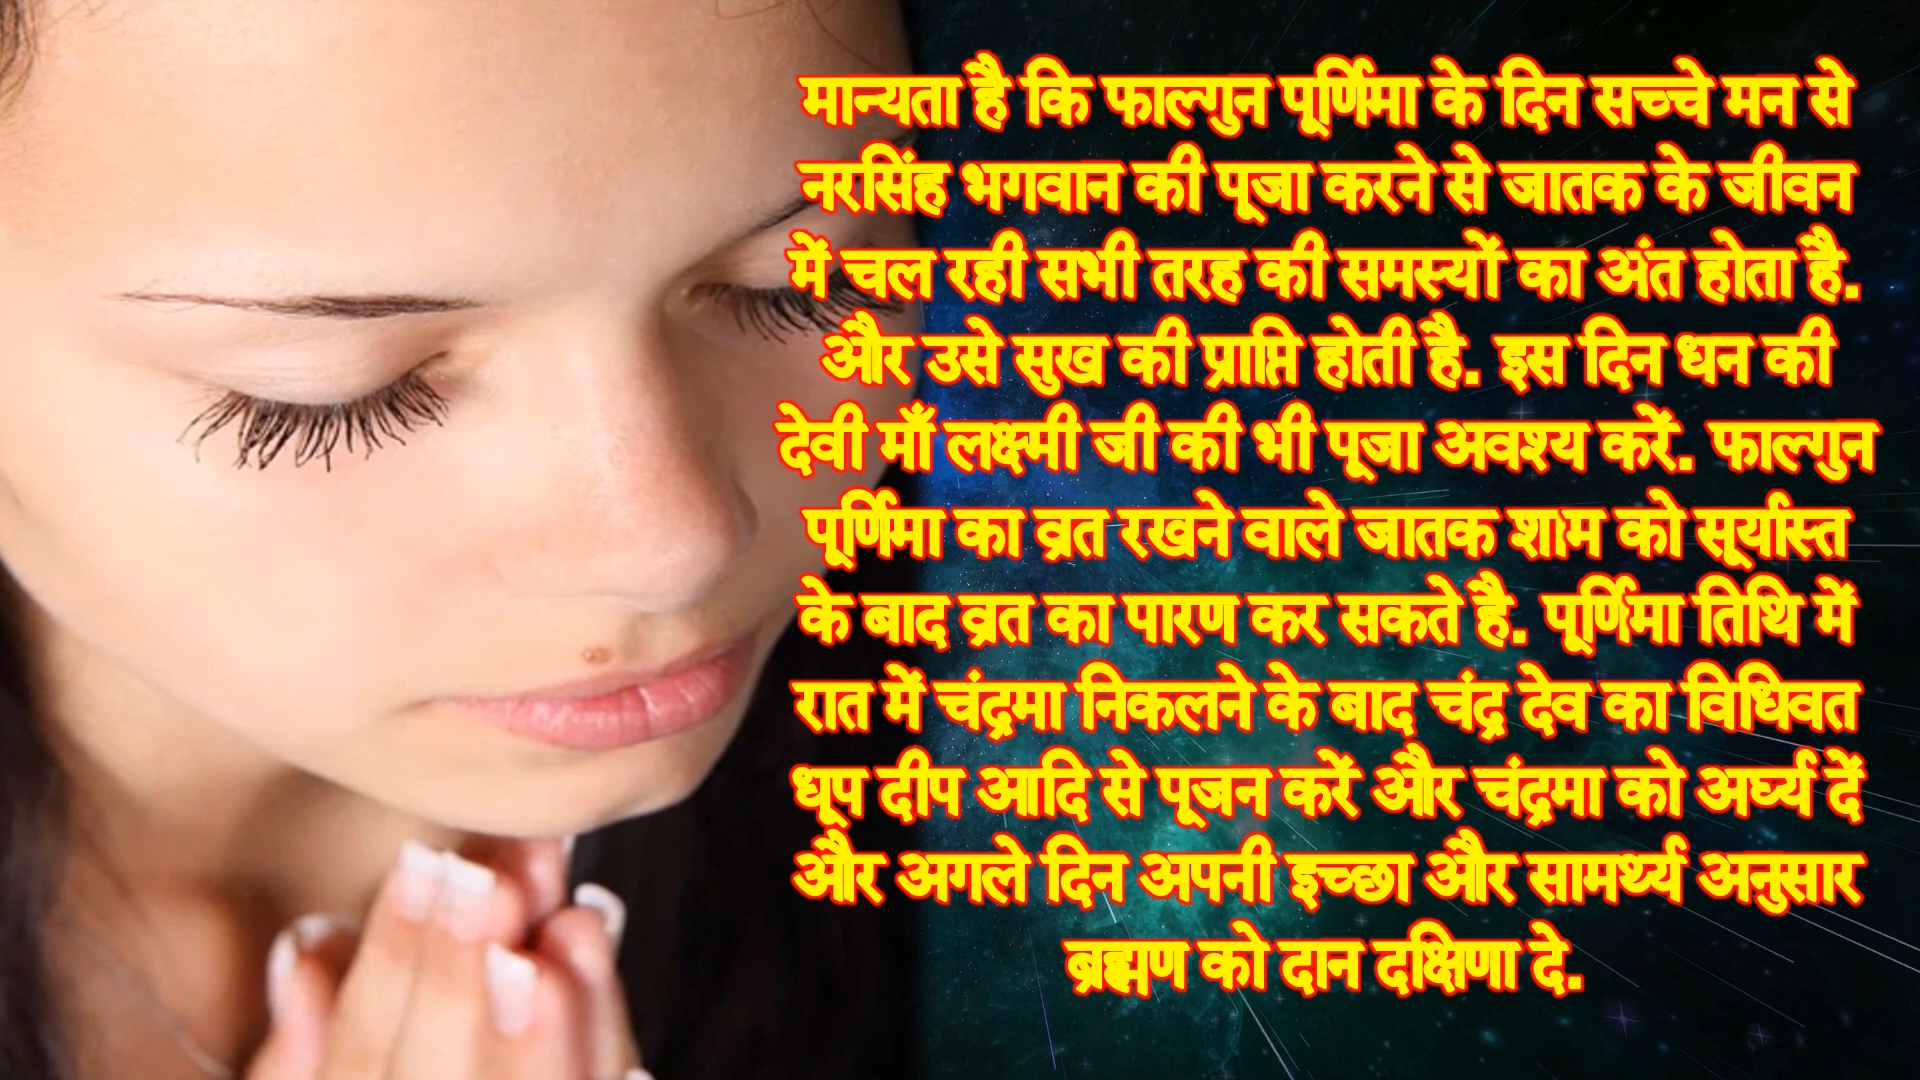 मान्यता है कि फाल्गुन पूर्णिमा के दिन सच्चे मन से
नरसिंह भगवान की पूजा करने से जातक के जीवन
में चल रही सभी तरह की समस्यों का अंत होता है.
और उसे सुख की प्राप्ति होती है. इस दिन धन की
देवी माँ लक्ष्मी जी की भी पूजा अवश्य करें. फाल्गुन
पूर्णिमा का व्रत रखने वाले जातक शाम को सूर्यास्त
के बाद व्रत का पारण कर सकते है. पूर्णिमा तिथि में
रात में चंद्रमा निकलने के बाद चंद्र देव का विधिवत
धूप दीप आदि से पूजन करें और चंद्रमा को अर्घ्य दें
और अगले दिन अपनी इच्छा और सामर्थ्य अनुसार
ब्रह्मण को दान दक्षिणा दे.